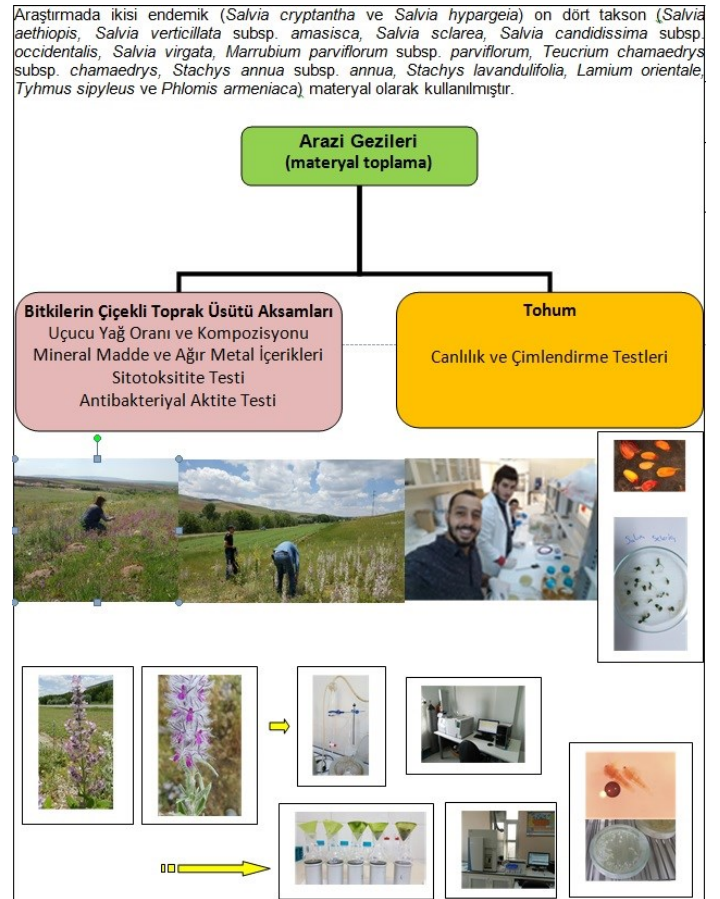 Araştırmada ikisi endemik (Salvia cryptantha ve Salvia hypargeia) on dört takson (Salvia
aethiopis, Salvia verticillata subsp. amasisca, Salvia sclarea, Salvia candidissima subsp.
occidentalis, Salvia virgata, Marrubium parviflorum subsp. parviflorum, Teucrium chamaedrys
subsp. chamaedrys, Stachys annua subsp. annua, Stachys lavandulifolia, Lamium orientale,
Tyhmus sipyleus ve Phlomis armeniaca) materyal olarak kullanılmıştır.
Arazi Gezileri
(materyal toplama)
Bitkilerin Çiçekli Toprak Üsütü Aksamları
Uçucu Yağ Oranı ve Kompozisyonu
Mineral Madde ve Ağır Metal İçerikleri
Sitotoksitite Testi
Antibakteriyal Aktite Testi
Tohum
Canlılık ve Çimlendirme Testleri